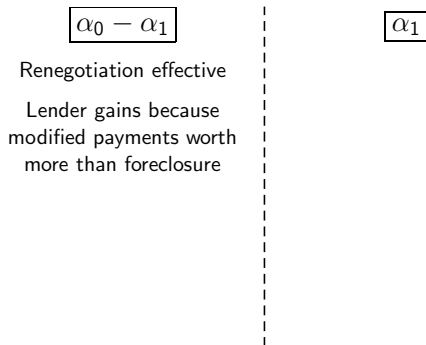 α₀ − α₁
Renegotiation effective
Lender gains because
modified payments worth
more than foreclosure
α₁